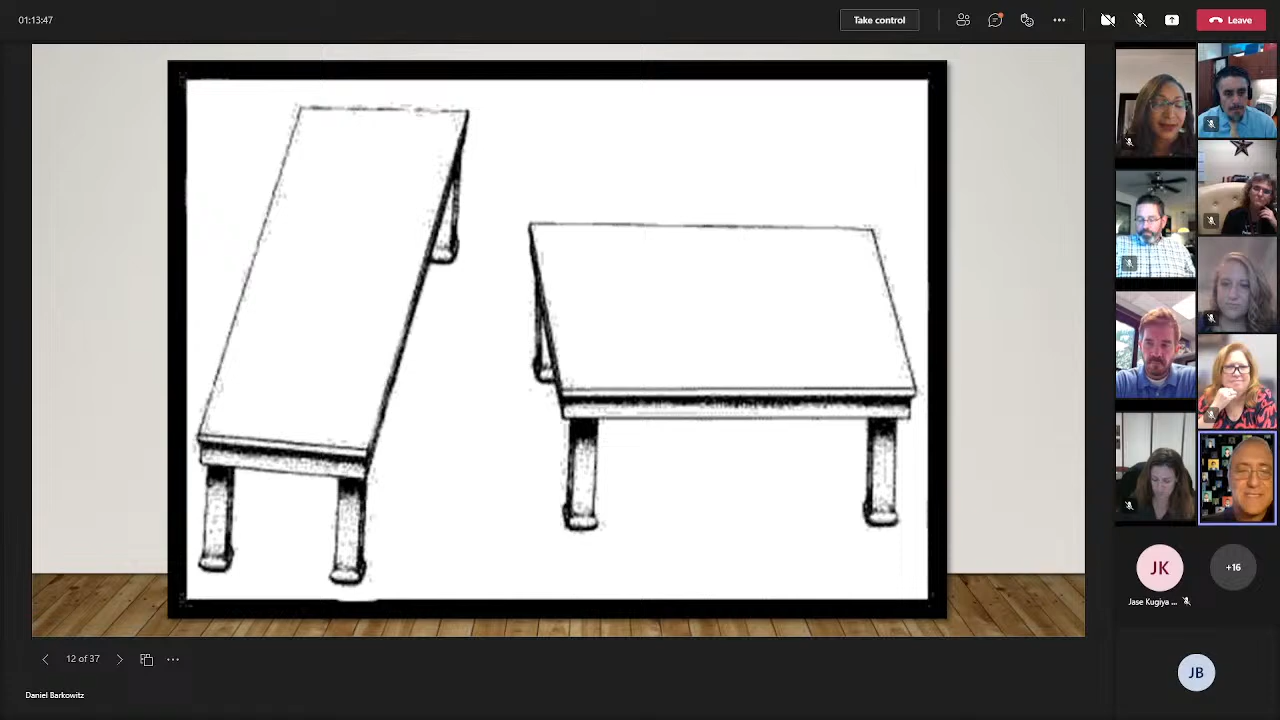 01:13:47
Take control
Leave
JK
+16
Jase Kugiya ...
JB
12 of 37
Daniel Barkowitz